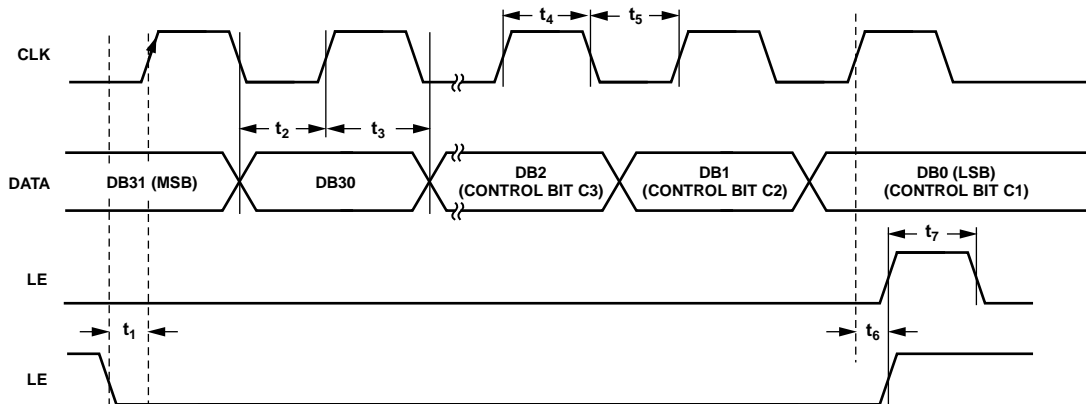 t4
t5
CLK
t2
t3
DATA
DB31 (MSB)
DB30
DB2
(CONTROL BIT C3)
DB1
(CONTROL BIT C2)
DB0 (LSB)
(CONTROL BIT C1)
t7
LE
t1
t6
LE